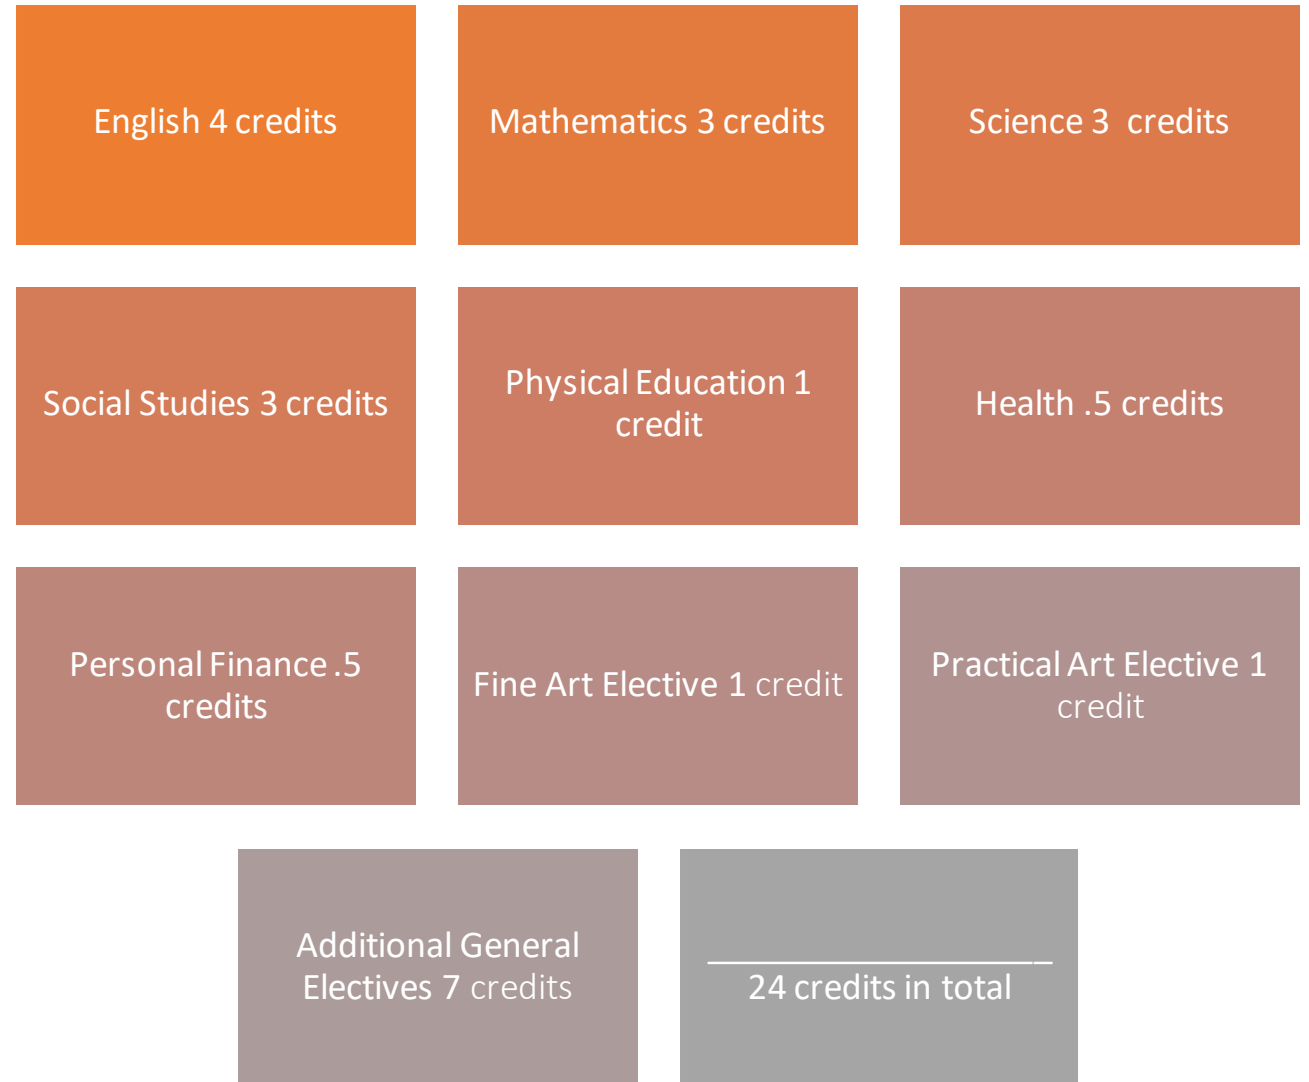 English 4 credits
Mathematics 3 credits
Science 3  credits
Social Studies 3 credits
Physical Education 1
credit
Health .5 credits
Personal Finance .5
credits
Fine Art Elective 1 credit
Practical Art Elective 1
credit
Additional General
Electives 7 credits
___________________
24 credits in total